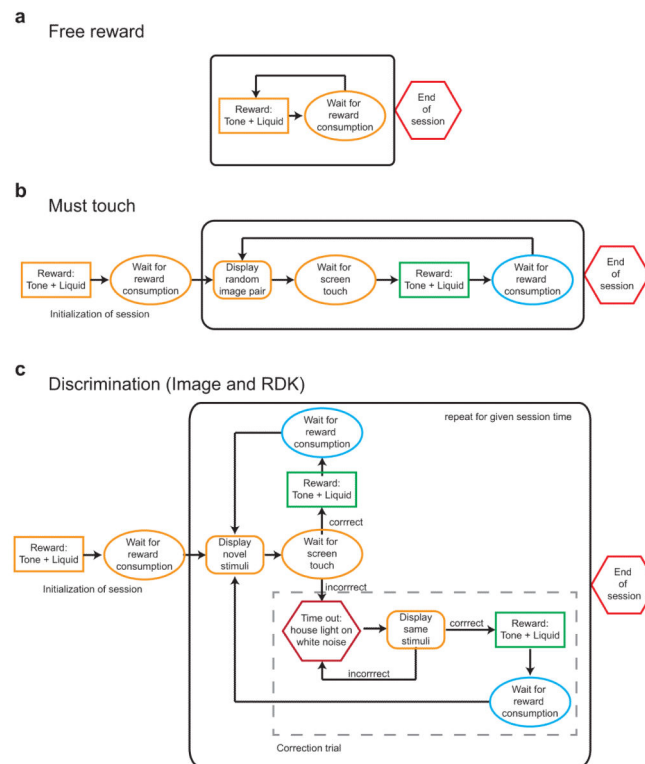 a
Free reward
Reward:
Tone + Liquid
Wait for
reward
consumption
End
of
session
b
Must touch
Reward:
Tone + Liquid
Initialization of session
Wait for
reward
consumption
Display
random
image pair
Wait for
screen
touch
Reward:
Tone + Liquid
Wait for
reward
consumption
End
of
session
c
Discrimination (Image and RDK)
repeat for given session time
Wait for
reward
consumption
Reward:
Tone + Liquid
corrrect
Reward:
Tone + Liquid
Initialization of session
Wait for
reward
consumption
Display
novel
stimuli
Wait for
screen
touch
incorrrect
Time out:
house light on
white noise
Display
same
stimuli
corrrect
Reward:
Tone + Liquid
incorrrect
Wait for
reward
consumption
Correction trial
End
of
session